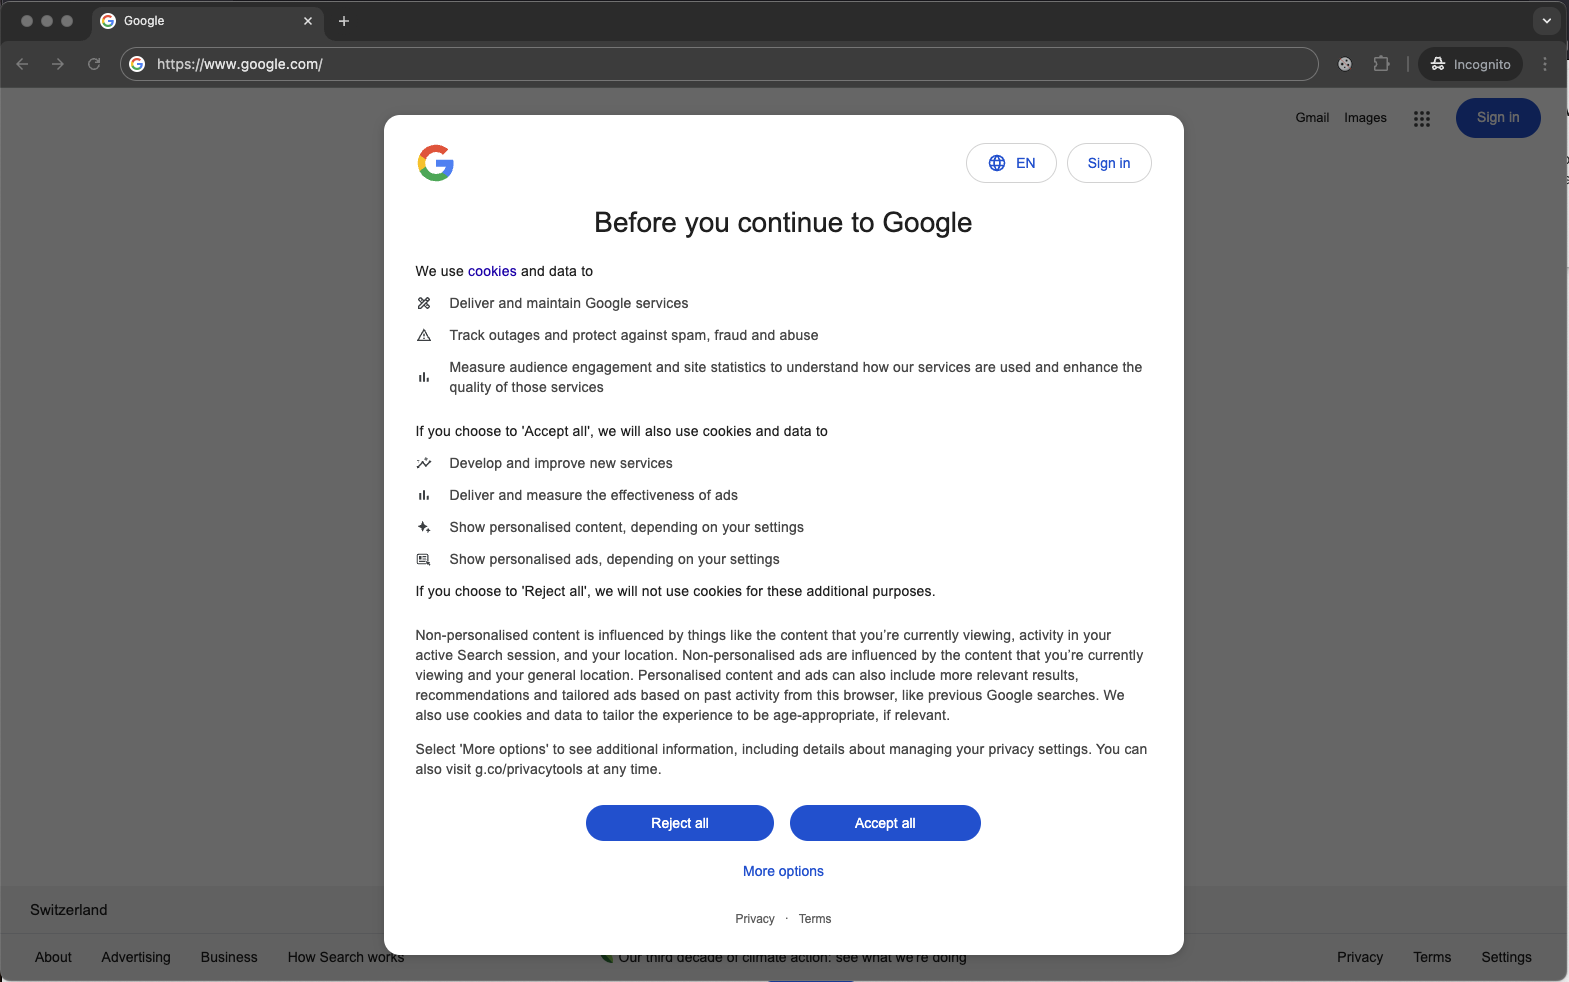 Google
https://www.google.com/
Incognito
Gmail Images Sign in
EN Sign in
Before you continue to Google
We use cookies and data to
Deliver and maintain Google services
Track outages and protect against spam, fraud and abuse
Measure audience engagement and site statistics to understand how our services are used and enhance the
quality of those services
If you choose to 'Accept all', we will also use cookies and data to
Develop and improve new services
Deliver and measure the effectiveness of ads
Show personalised content, depending on your settings
Show personalised ads, depending on your settings
If you choose to 'Reject all', we will not use cookies for these additional purposes.
Non-personalised content is influenced by things like the content that you’re currently viewing, activity in your
active Search session, and your location. Non-personalised ads are influenced by the content that you’re currently
viewing and your general location. Personalised content and ads can also include more relevant results,
recommendations and tailored ads based on past activity from this browser, like previous Google searches. We
also use cookies and data to tailor the experience to be age-appropriate, if relevant.
Select 'More options' to see additional information, including details about managing your privacy settings. You can
also visit g.co/privacytools at any time.
Reject all Accept all
More options
Privacy · Terms
Switzerland
About Advertising Business How Search works Our third decade of climate action: see what we're doing Privacy Terms Settings